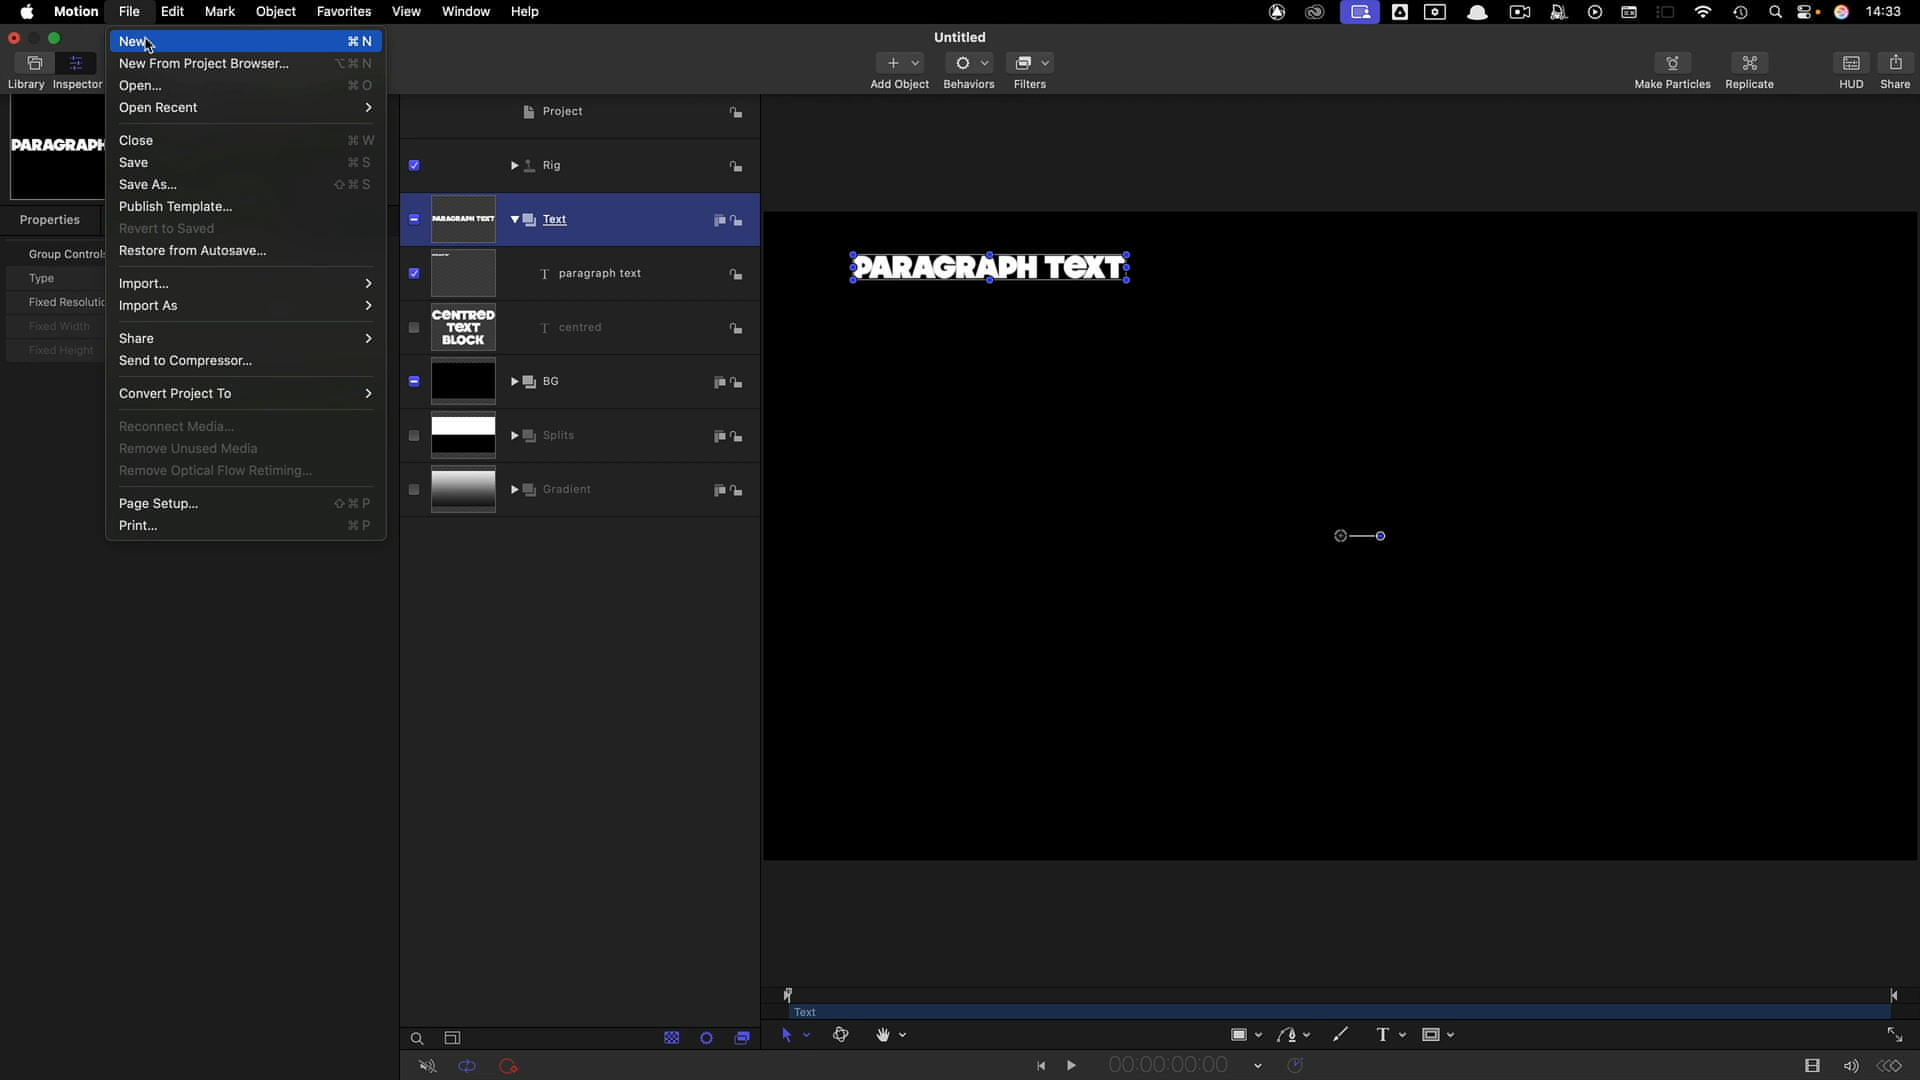 Motion File Edit Mark Object Favorites View Window Help 14:33
Untitled
Library Inspector
Add Object Behaviors Filters
Make Particles Replicate HUD Share
New ⌘ N
New From Project Browser... ⌥ ⌘ N
Open... ⌘ O
Open Recent
Close ⌘ W
Save ⌘ S
Save As... ⇧ ⌘ S
Publish Template...
Revert to Saved
Restore from Autosave...
Import...
Import As
Share
Send to Compressor...
Convert Project To
Reconnect Media...
Remove Unused Media
Remove Optical Flow Retiming...
Page Setup... ⇧ ⌘ P
Print... ⌘ P
PARAGRAPH
Properties
Group Controls
Type
Fixed Resolutio
Fixed Width
Fixed Height
Project
Rig
PARAGRAPH TEXT Text
paragraph text
CENTRED TEXT BLOCK centred
BG
Splits
Gradient
PARAGRAPH TEXT
Text
T
00:00:00:00